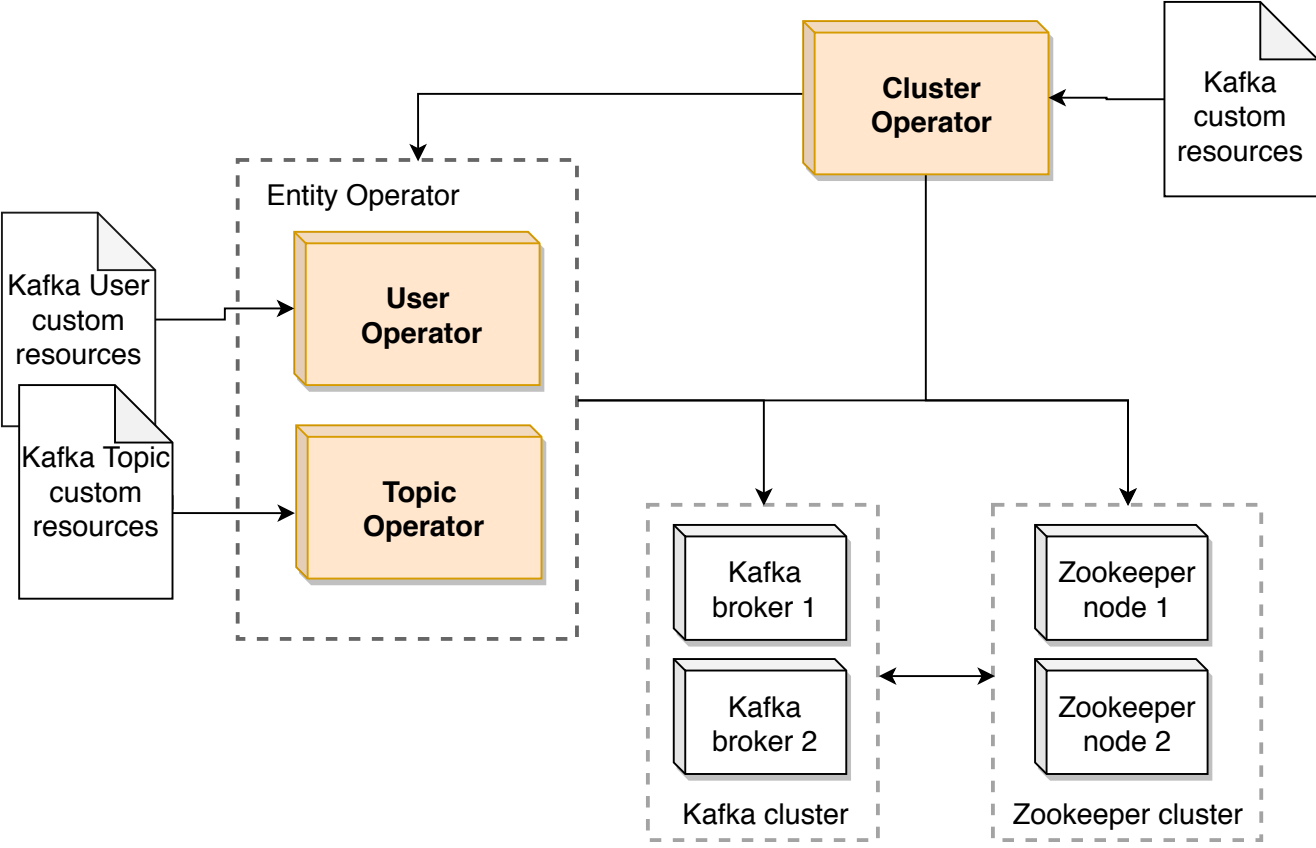 Cluster
Operator
Kafka
custom
resources
Entity Operator
Kafka User
custom
resources
User
Operator
Kafka Topic
custom
resources
Topic
Operator
Kafka
broker 1
Zookeeper
node 1
Kafka
broker 2
Zookeeper
node 2
Kafka cluster
Zookeeper cluster